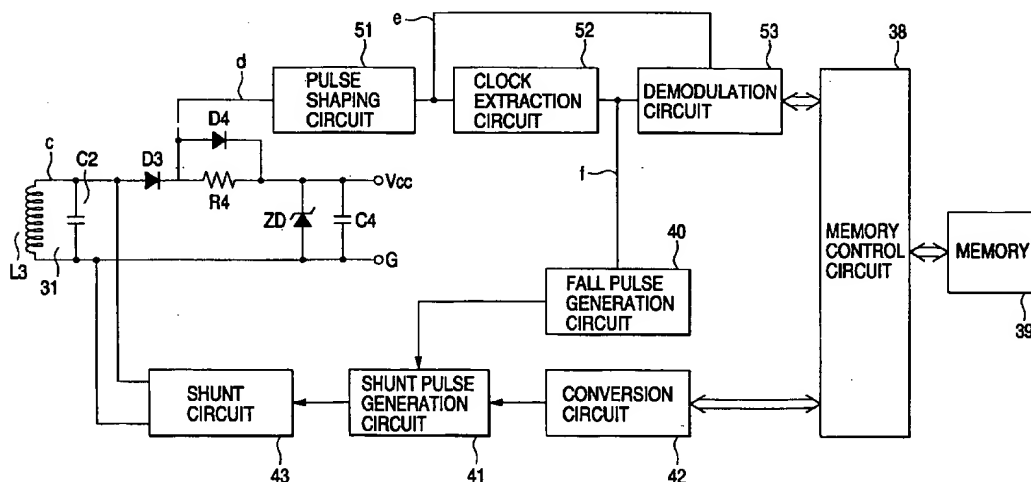 e
51
52
53
38
d
PULSE
SHAPING
CIRCUIT
CLOCK
EXTRACTION
CIRCUIT
DEMODULATION
CIRCUIT
D4
c
C2
D3
R4
Vcc
f
ZD
C4
L3
31
G
40
FALL PULSE
GENERATION
CIRCUIT
MEMORY
CONTROL
CIRCUIT
MEMORY
39
SHUNT
CIRCUIT
SHUNT PULSE
GENERATION
CIRCUIT
CONVERSION
CIRCUIT
43
41
42